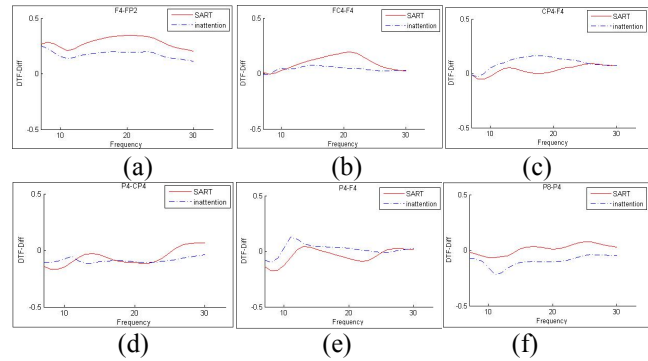 F4-FP2
0.5
0
-0.5
DTF-Diff
10
20
30
Frequency
SART
inattention
(a)
FC4-F4
0.5
0
-0.5
DTF-Diff
10
20
30
Frequency
SART
inattention
(b)
CP4-F4
0.5
0
-0.5
DTF-Diff
10
20
30
Frequency
SART
inattention
(c)
P4-CP4
0.5
0
-0.5
DTF-Diff
10
20
30
Frequency
SART
inattention
(d)
P4-F4
0.5
0
-0.5
DTF-Diff
10
20
30
Frequency
SART
inattention
(e)
P8-P4
0.5
0
-0.5
DTF-Diff
10
20
30
Frequency
SART
inattention
(f)